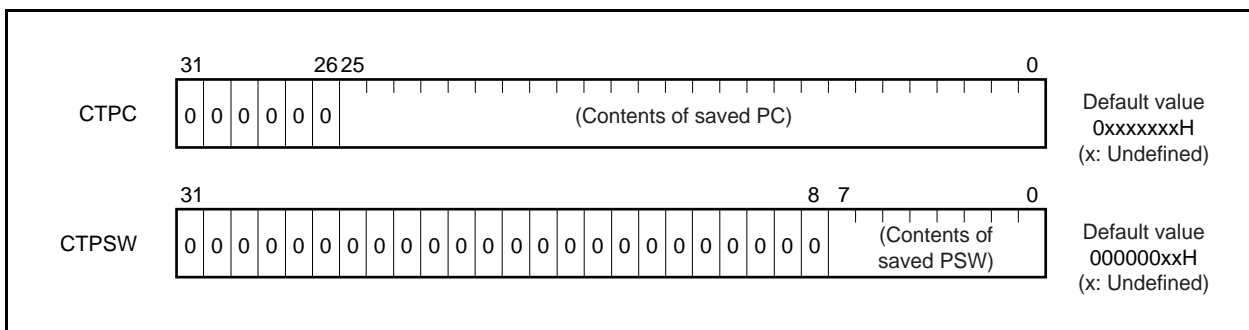 31 26 25 0
CTPC 0 0 0 0 0 0 (Contents of saved PC)
Default value
0xxxxxxxH
(x: Undefined)
31 8 7 0
CTPSW 0 0 0 0 0 0 0 0 0 0 0 0 0 0 0 0 0 0 0 0 0 0 0 0 (Contents of
saved PSW)
Default value
000000xxH
(x: Undefined)